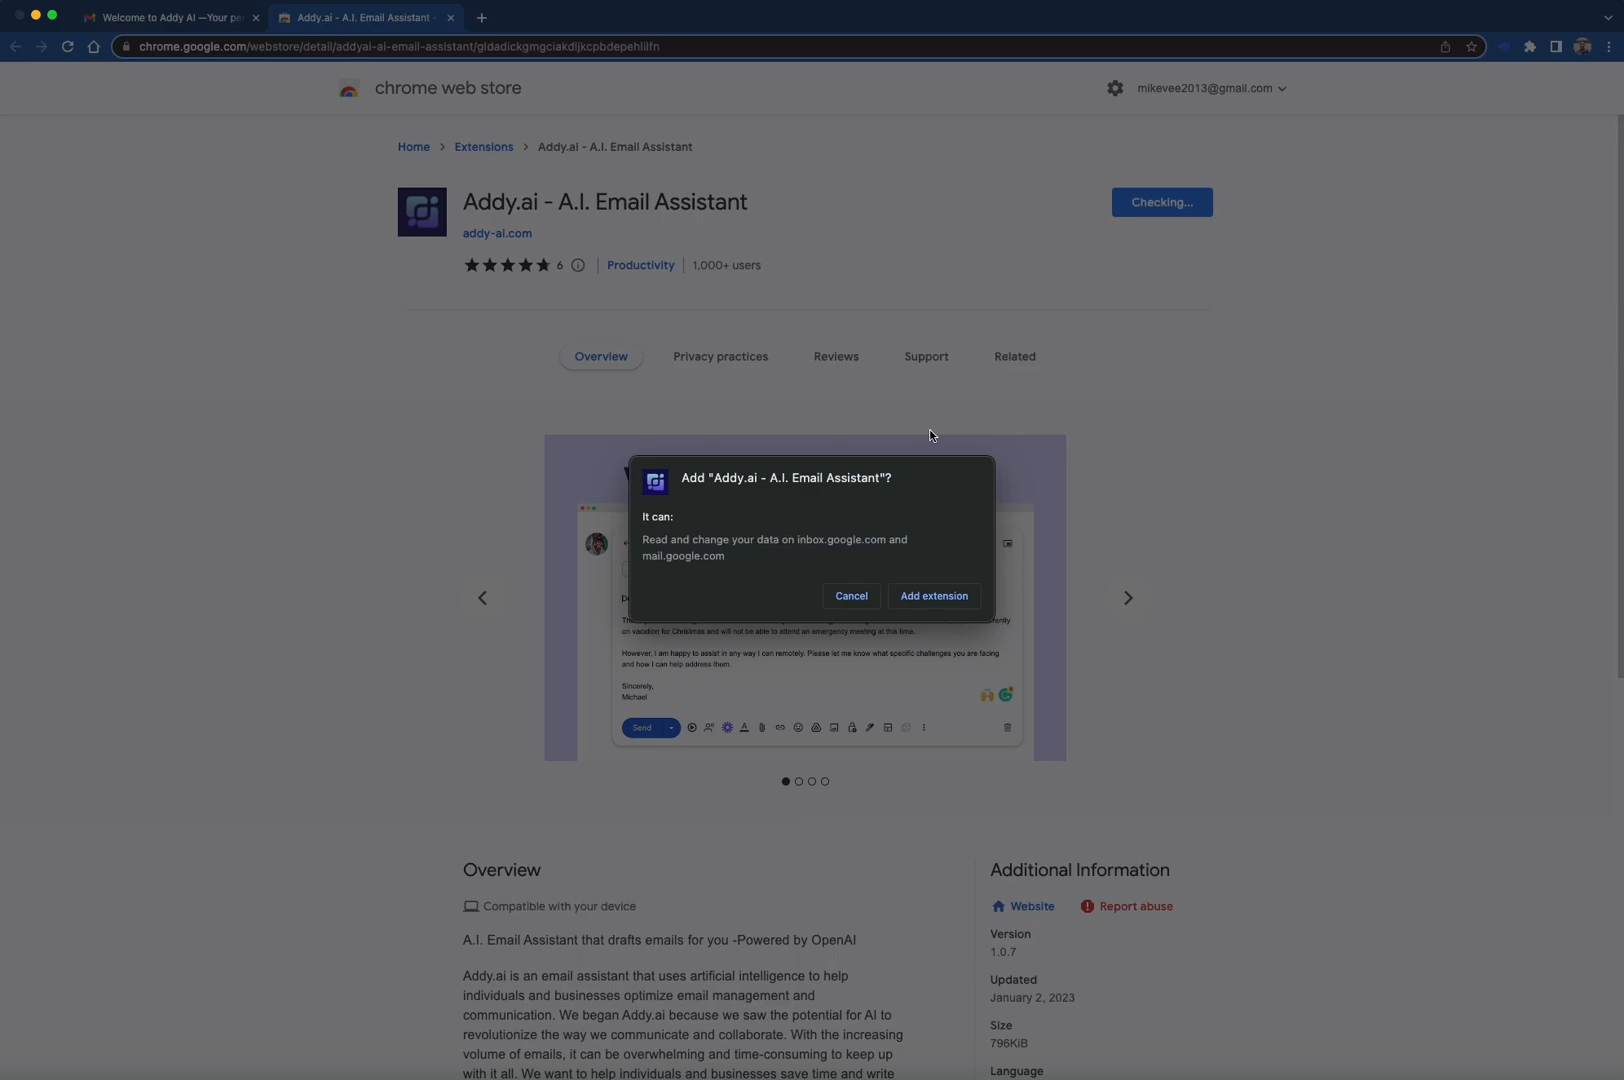 Welcome to Addy AI —Your pe
Addy.ai - A.I. Email Assistant -
chrome.google.com/webstore/detail/addyai-ai-email-assistant/gldadickgmgciakdljkcpbdepehlilfn
chrome web store
mikevee2013@gmail.com
Home > Extensions > Addy.ai - A.I. Email Assistant
Addy.ai - A.I. Email Assistant
Checking...
addy-ai.com
6
Productivity
1,000+ users
Overview
Privacy practices
Reviews
Support
Related
Add "Addy.ai - A.I. Email Assistant"?
It can:
Read and change your data on inbox.google.com and
mail.google.com
Cancel
Add extension
on vacation for Christmas and will not be able to attend an emergency meeting at this time.
However, I am happy to assist in any way I can remotely. Please let me know what specific challenges you are facing
and how I can help address them.
Sincerely,
Michael
Send
Overview
Compatible with your device
A.I. Email Assistant that drafts emails for you -Powered by OpenAI
Addy.ai is an email assistant that uses artificial intelligence to help
individuals and businesses optimize email management and
communication. We began Addy.ai because we saw the potential for AI to
revolutionize the way we communicate and collaborate. With the increasing
volume of emails, it can be overwhelming and time-consuming to keep up
with it all. We want to help individuals and businesses save time and write
Additional Information
Website
Report abuse
Version
1.0.7
Updated
January 2, 2023
Size
796KiB
Language